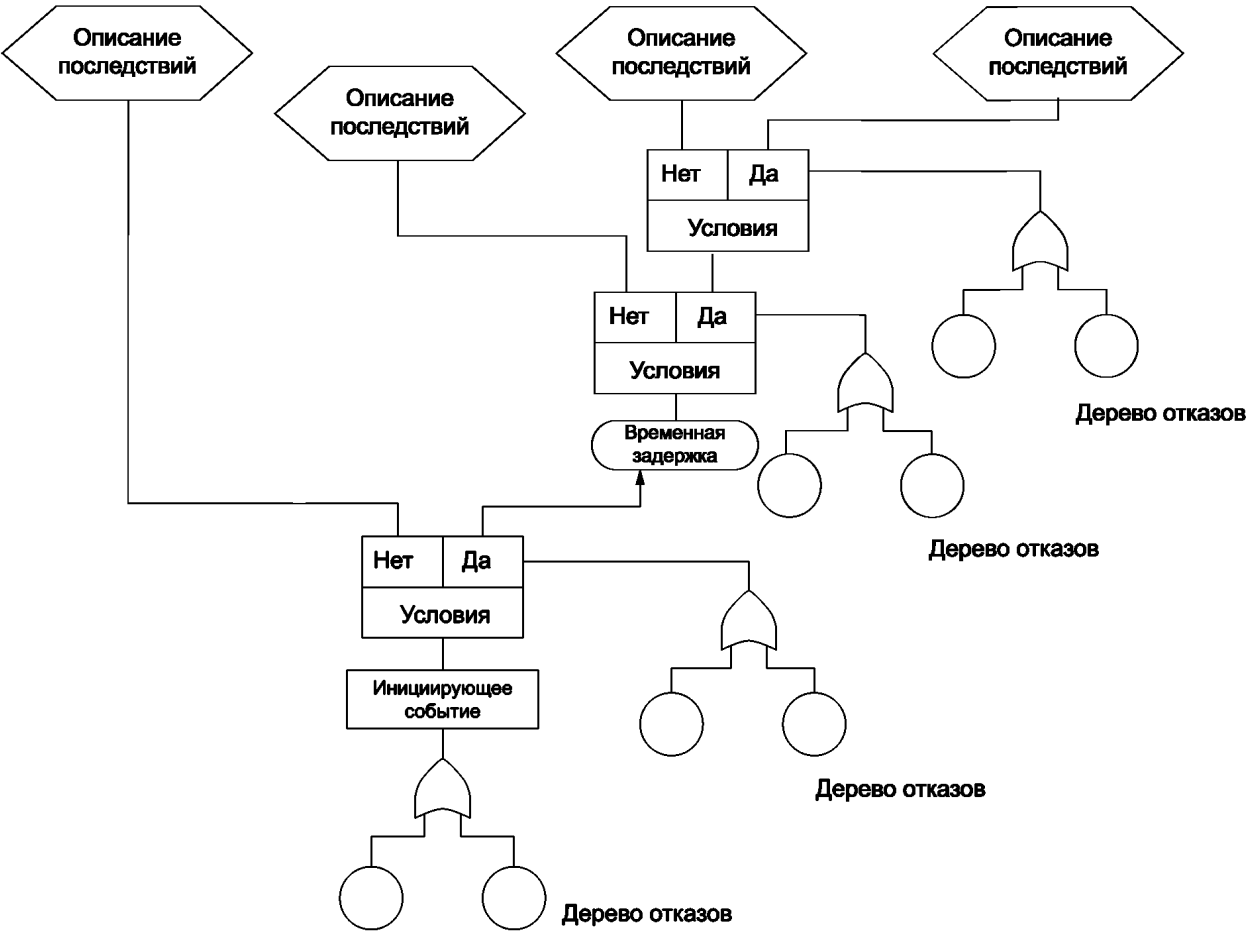 Описание
последствий
Описание
последствий
Описание
последствий
Описание
последствий
Нет Да
Условия
Нет Да
Условия
Дерево отказов
Временная
задержка
Дерево отказов
Нет Да
Условия
Инициирующее
событие
Дерево отказов
Дерево отказов